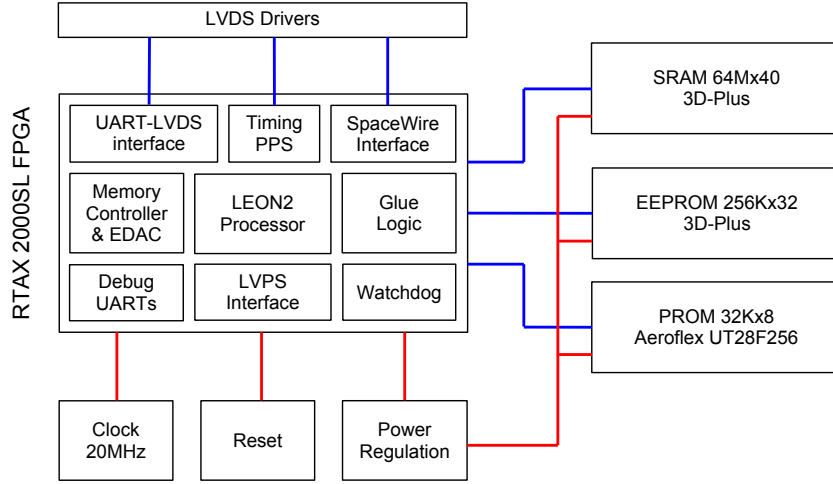 LVDS Drivers
RTAX 2000SL FPGA
UART-LVDS
interface
Timing
PPS
SpaceWire
Interface
Memory
Controller
& EDAC
LEON2
Processor
Glue
Logic
Debug
UARTs
LVPS
Interface
Watchdog
Clock
20MHz
Reset
Power
Regulation
SRAM 64Mx40
3D-Plus
EEPROM 256Kx32
3D-Plus
PROM 32Kx8
Aeroflex UT28F256